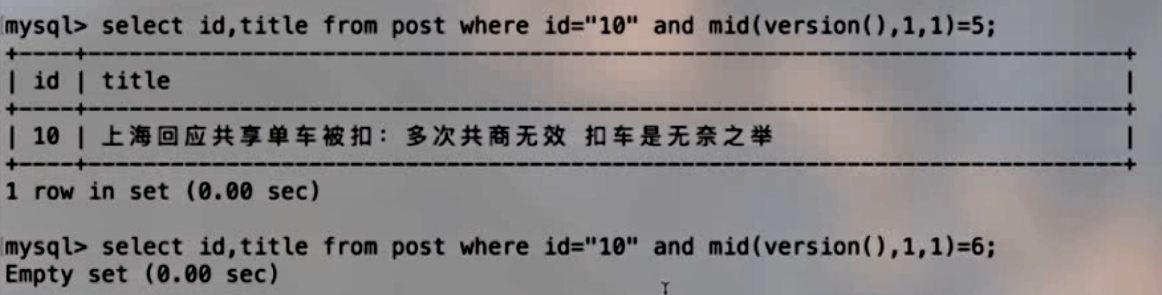 mysql> select id,title from post where id="10" and mid(version(),1,1)=5;
+----+---------------------------------------------------------------------------------+
| id | title |
+----+---------------------------------------------------------------------------------+
| 10 | 上海回应共享单车被扣：多次共商无效 扣车是无奈之举 |
+----+---------------------------------------------------------------------------------+
1 row in set (0.00 sec)
mysql> select id,title from post where id="10" and mid(version(),1,1)=6;
Empty set (0.00 sec)